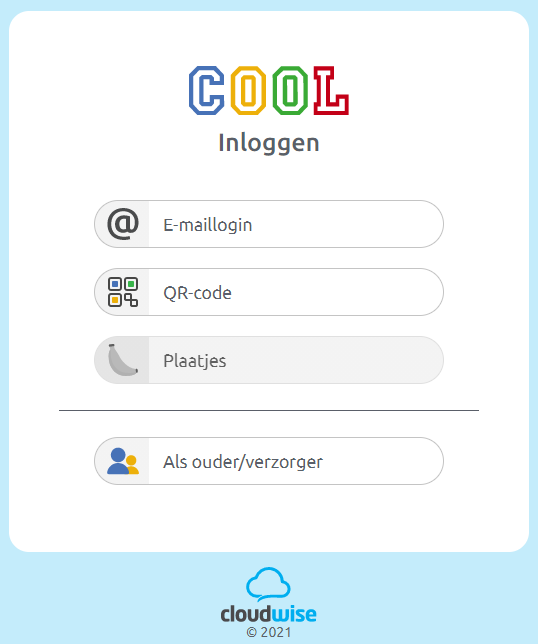 COOL
Inloggen
@ E-maillogin
QR-code
Plaatjes
Als ouder/verzorger
cloudwise
© 2021